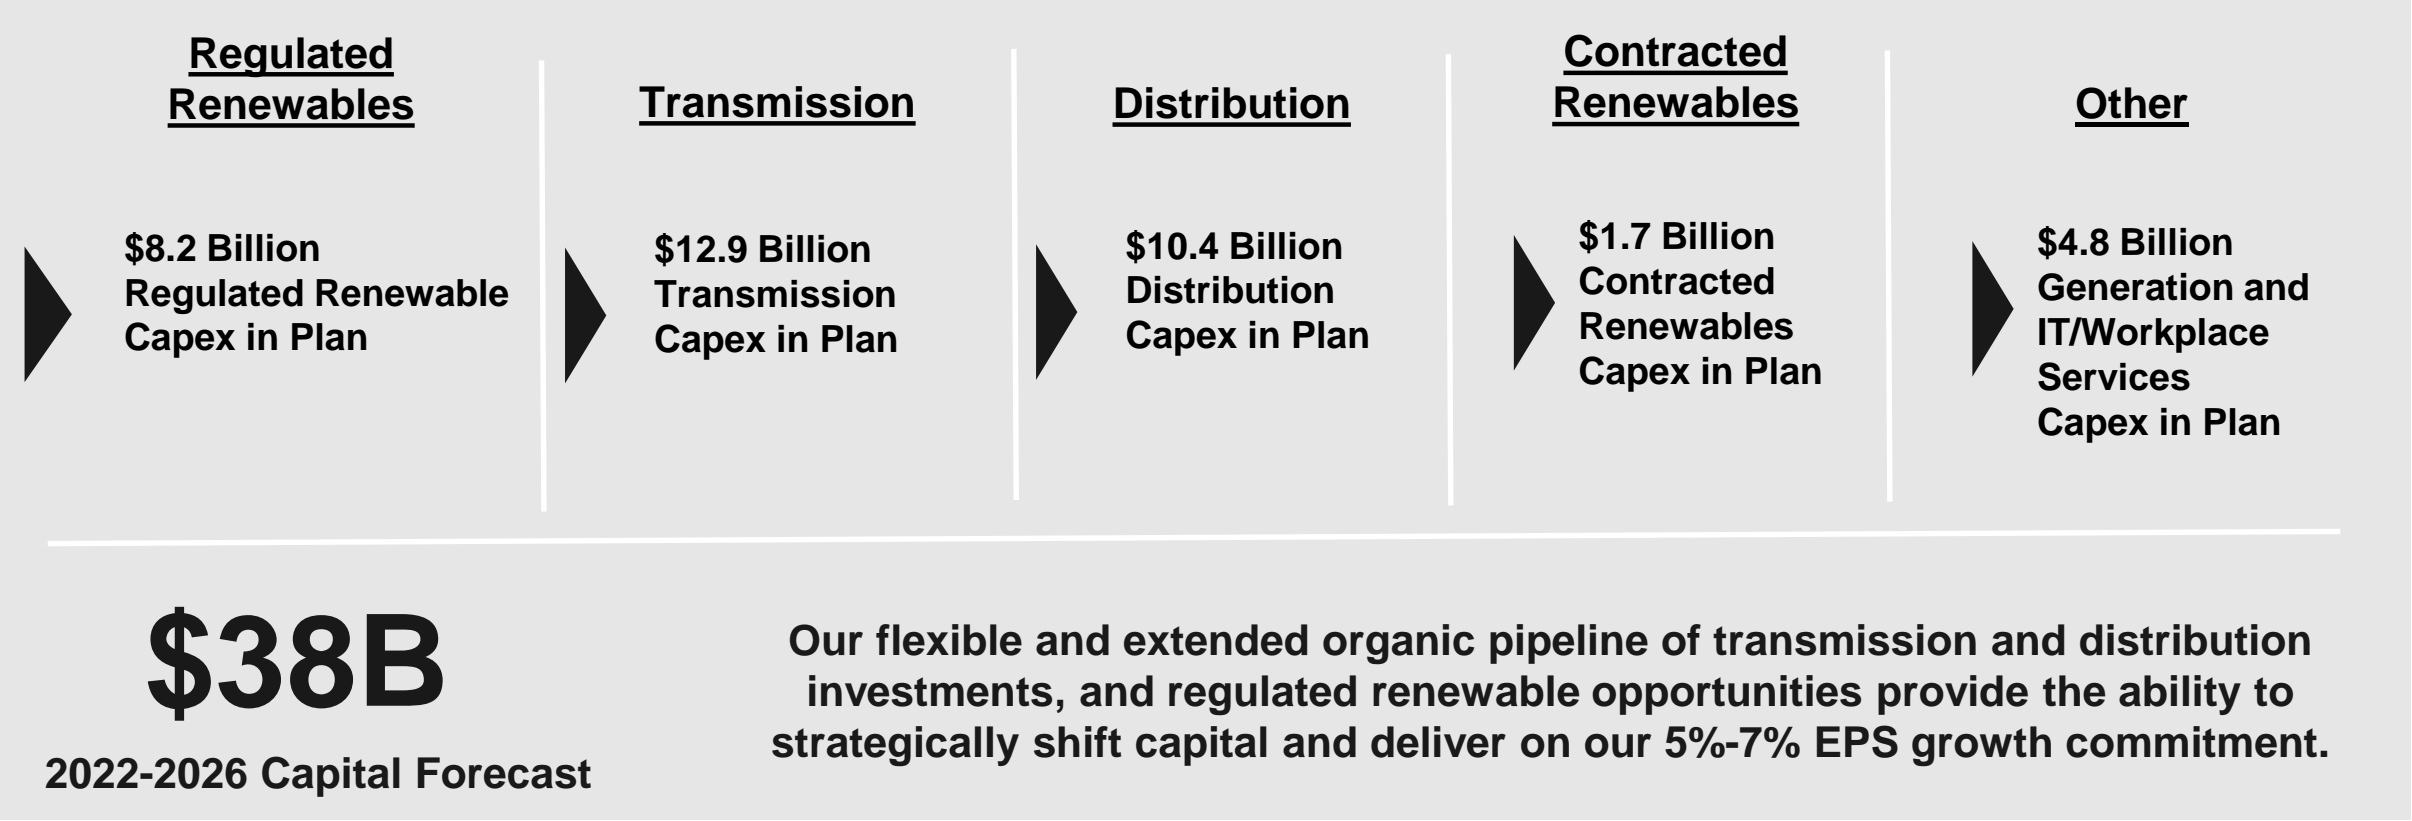 Regulated
Renewables
$8.2 Billion
Regulated Renewable
Capex in Plan
Transmission
$12.9 Billion
Transmission
Capex in Plan
Distribution
$10.4 Billion
Distribution
Capex in Plan
Contracted
Renewables
$1.7 Billion
Contracted
Renewables
Capex in Plan
Other
$4.8 Billion
Generation and
IT/Workplace
Services
Capex in Plan
$38B
2022-2026 Capital Forecast
Our flexible and extended organic pipeline of transmission and distribution
investments, and regulated renewable opportunities provide the ability to
strategically shift capital and deliver on our 5%-7% EPS growth commitment.